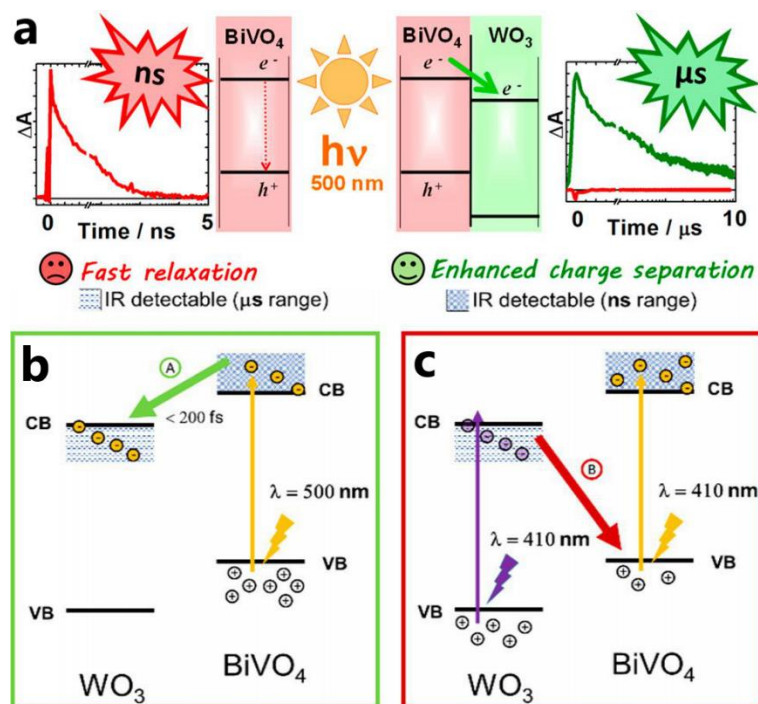 a
ns
BiVO4
e-
h+
ΔA
0
5
Time / ns
hν
500 nm
BiVO4
WO3
e-
e-
h+
μs
ΔA
0
10
Time / μs
Fast relaxation
Enhanced charge separation
IR detectable (μs range)
IR detectable (ns range)
b
A
< 200 fs
CB
CB
λ = 500 nm
VB
VB
WO3
BiVO4
c
CB
CB
B
λ = 410 nm
λ = 410 nm
VB
VB
WO3
BiVO4